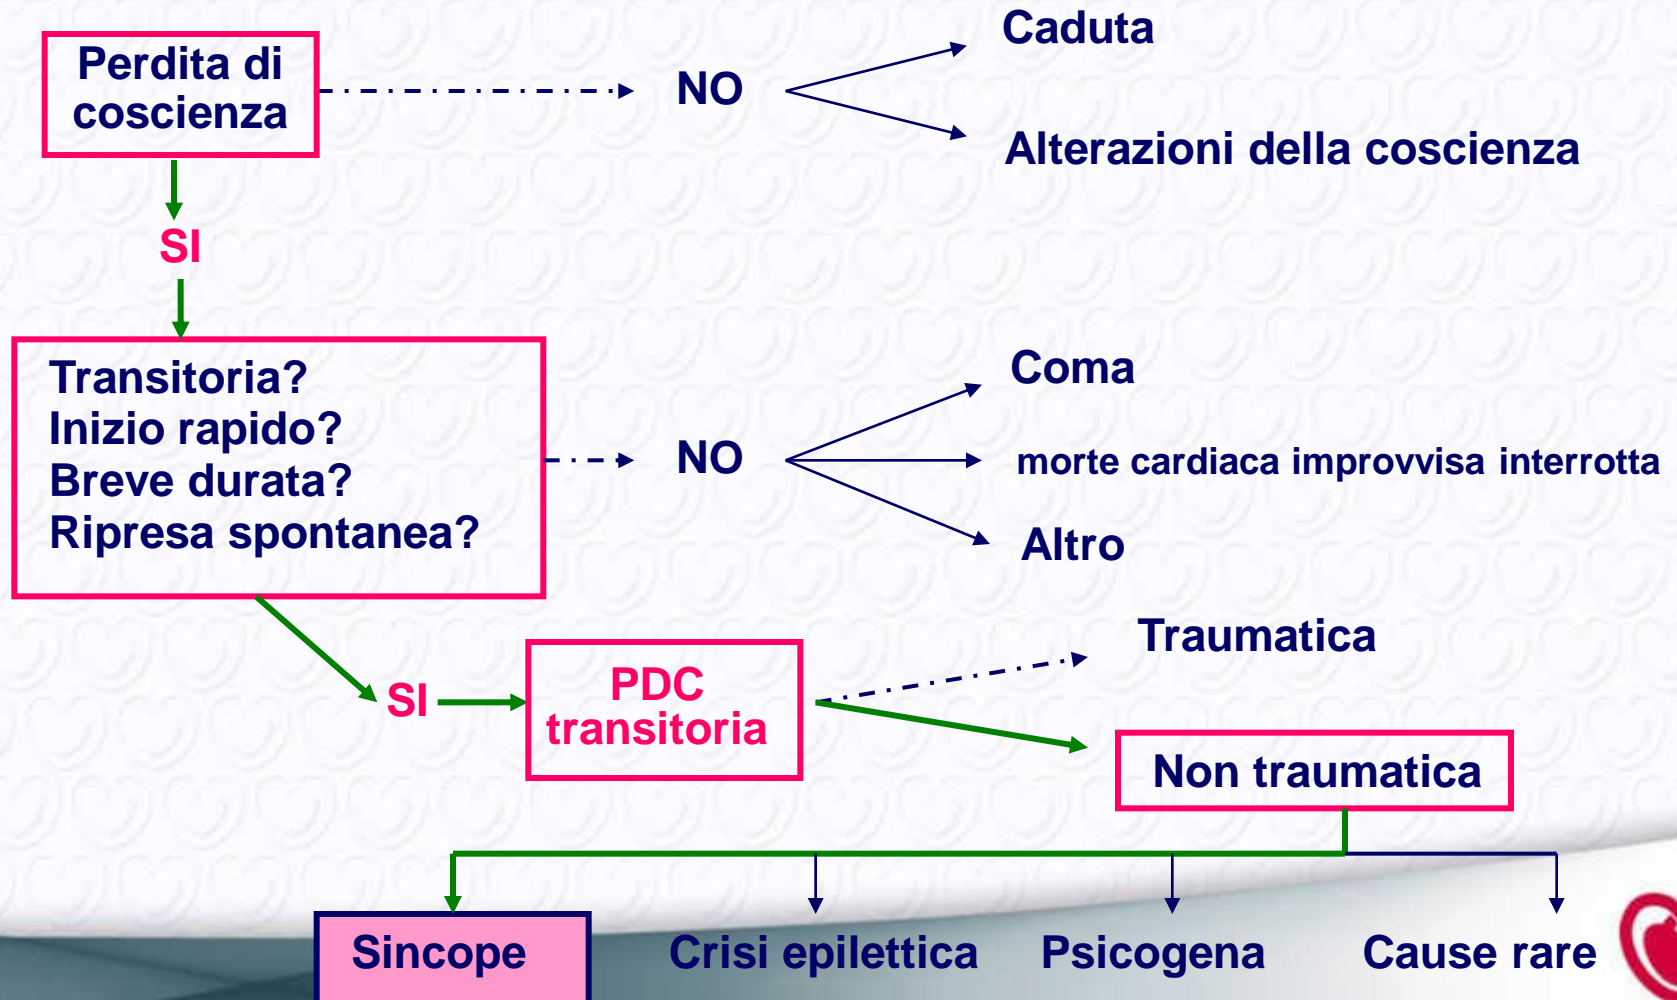 Caduta
Perdita di
coscienza
NO
Alterazioni della coscienza
SI
Transitoria?
Inizio rapido?
Breve durata?
Ripresa spontanea?
NO
Coma
morte cardiaca improvvisa interrotta
Altro
Traumatica
SI
PDC
transitoria
Non traumatica
Sincope
Crisi epilettica
Psicogena
Cause rare